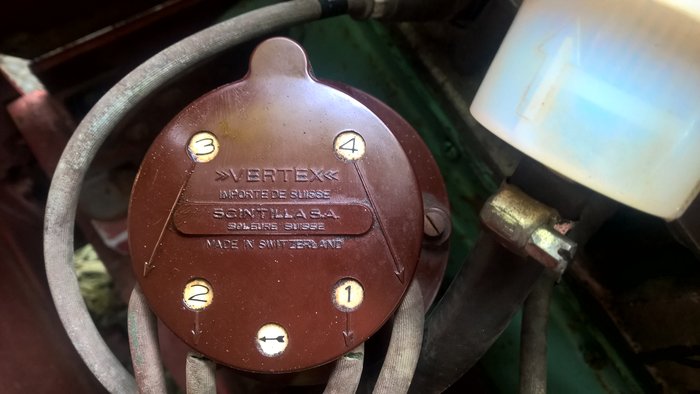 3 4
»VERTEX«
IMPORTE DE SUISSE
SCINTILLA S.A.
SOLEURE SUISSE
MADE IN SWITZERLAND
2 1